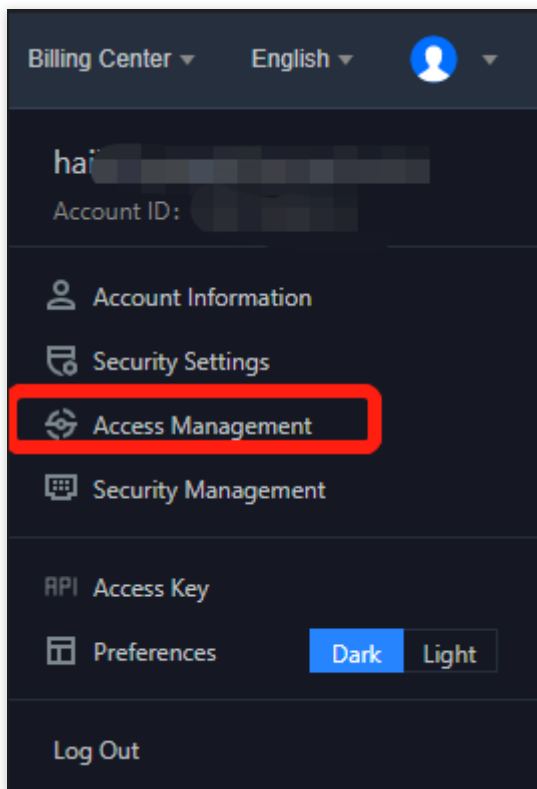 Billing Center English
hai
Account ID:
Account Information
Security Settings
Access Management
Security Management
API Access Key
Preferences Dark Light
Log Out